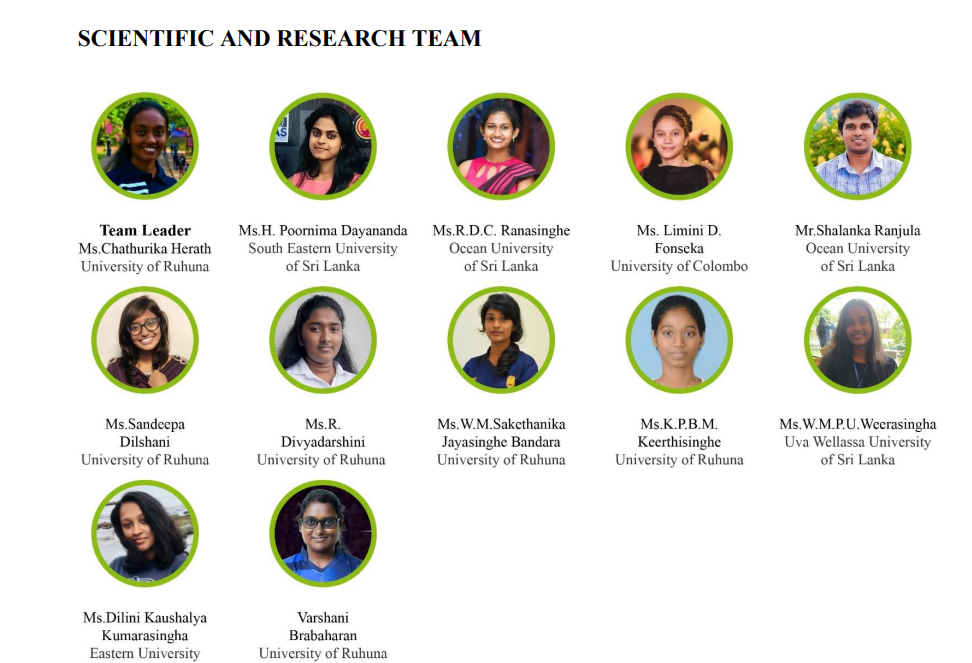 SCIENTIFIC AND RESEARCH TEAM
AS
Team Leader
Ms.Chathurika Herath
University of Ruhuna
Ms.H. Poornima Dayananda
South Eastern University
of Sri Lanka
Ms.R.D.C. Ranasinghe
Ocean University
of Sri Lanka
Ms. Limini D.
Fonseka
University of Colombo
Mr.Shalanka Ranjula
Ocean University
of Sri Lanka
Ms.Sandeepa
Dilshani
University of Ruhuna
Ms.R.
Divyadarshini
University of Ruhuna
Ms.W.M.Sakethanika
Jayasinghe Bandara
University of Ruhuna
Ms.K.P.B.M.
Keerthisinghe
University of Ruhuna
Ms.W.M.P.U.Weerasingha
Uva Wellassa University
of Sri Lanka
Ms.Dilini Kaushalya
Kumarasingha
Eastern University
Varshani
Brabaharan
University of Ruhuna